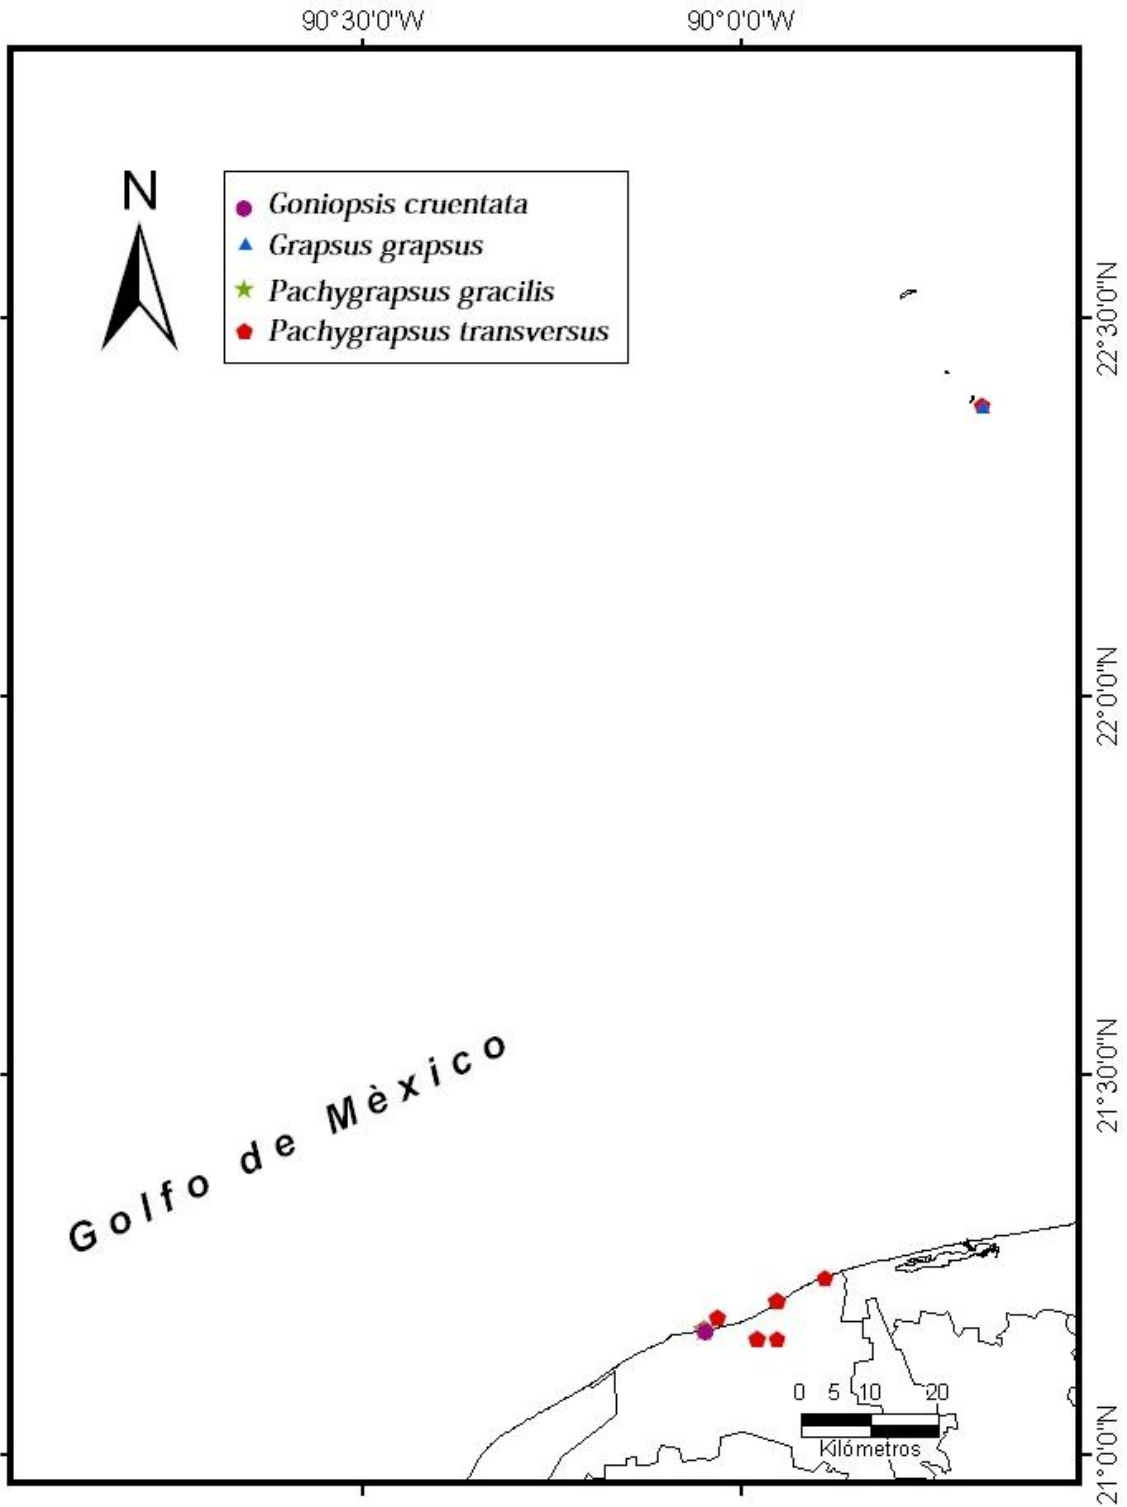 90°30'0"W
90°0'0"W
N
Goniopsis cruentata
Grapsus grapsus
Pachygrapsus gracilis
Pachygrapsus transversus
22°30'0"N
22°0'0"N
21°30'0"N
Golfo de Mèxico
0 5 10 20
Kilómetros
21°0'0"N